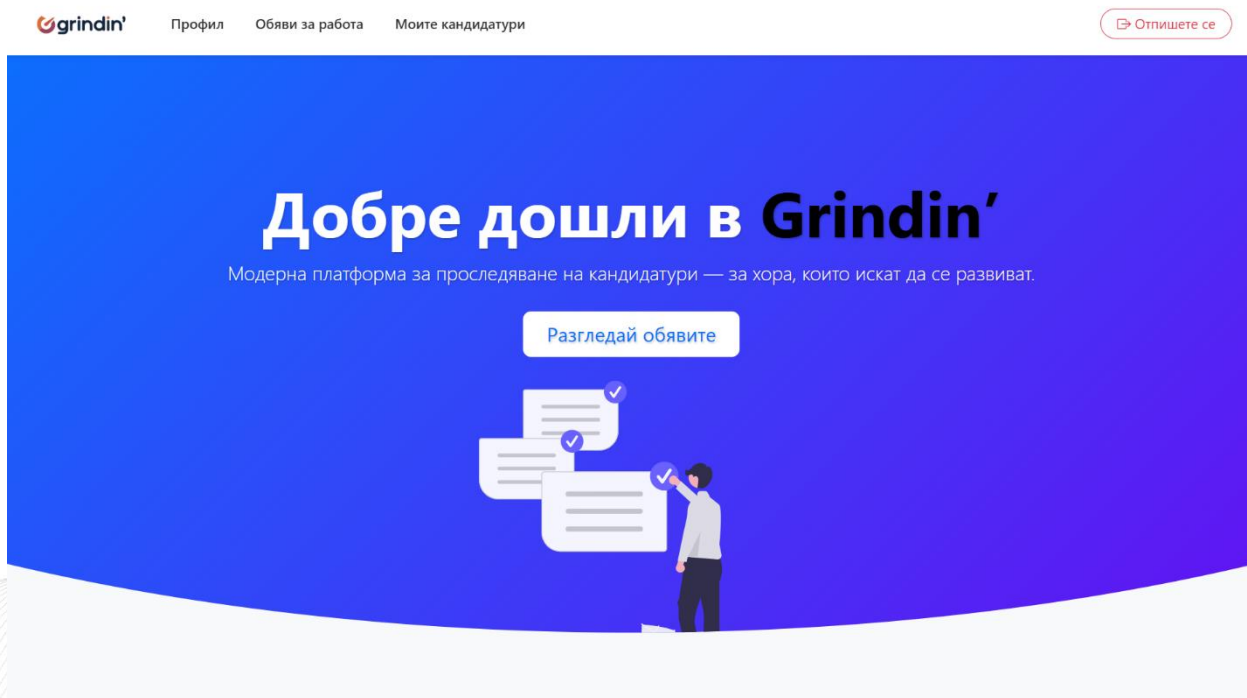 grindin'
Профил
Обяви за работа
Моите кандидатури
Отпишете се
Добре дошли в Grindin’
Модерна платформа за проследяване на кандидатури — за хора, които искат да се развиват.
Разгледай обявите